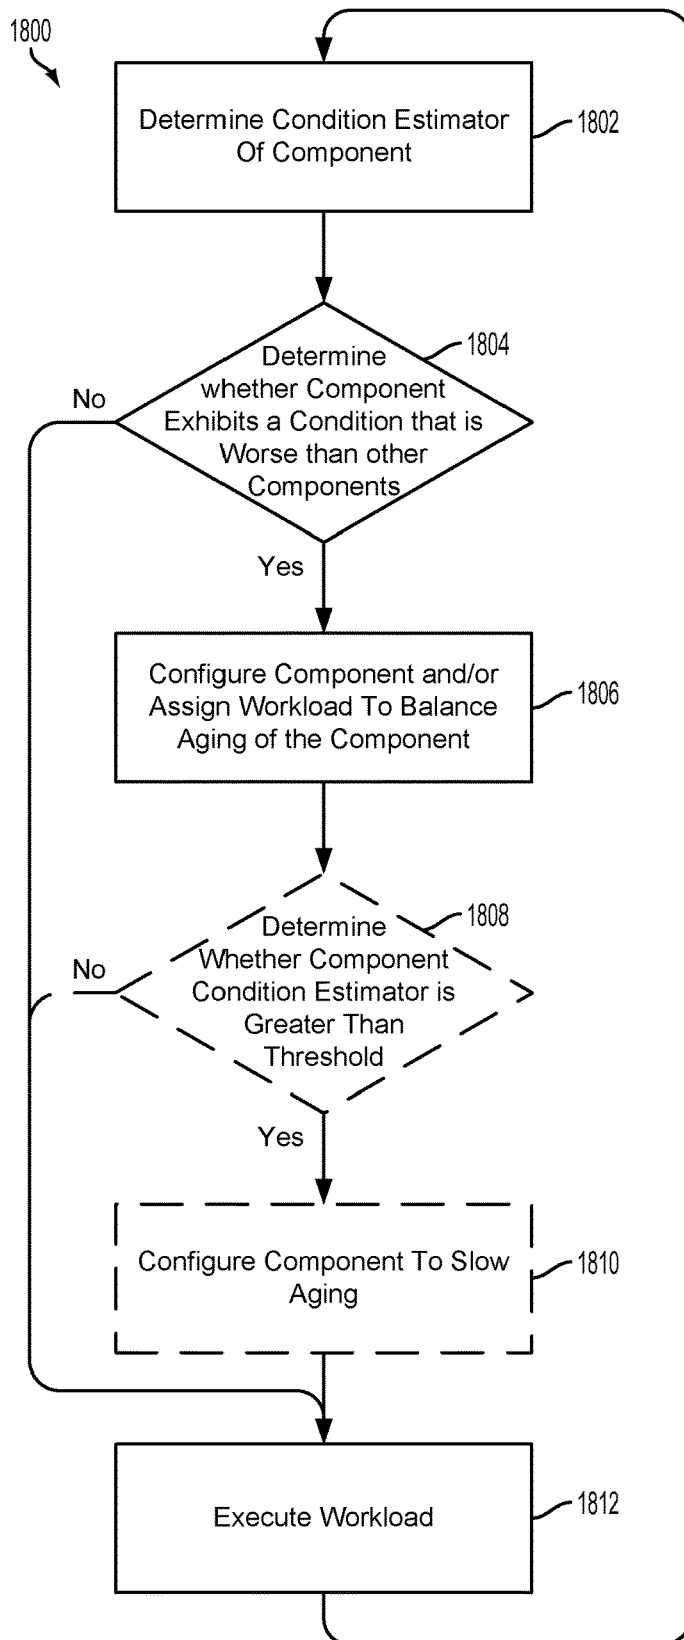 1800
Determine Condition Estimator
Of Component
1802
Determine
whether Component
Exhibits a Condition that is
Worse than other
Components
1804
No
Yes
Configure Component and/or
Assign Workload To Balance
Aging of the Component
1806
Determine
Whether Component
Condition Estimator is
Greater Than
Threshold
1808
No
Yes
Configure Component To Slow
Aging
1810
Execute Workload
1812